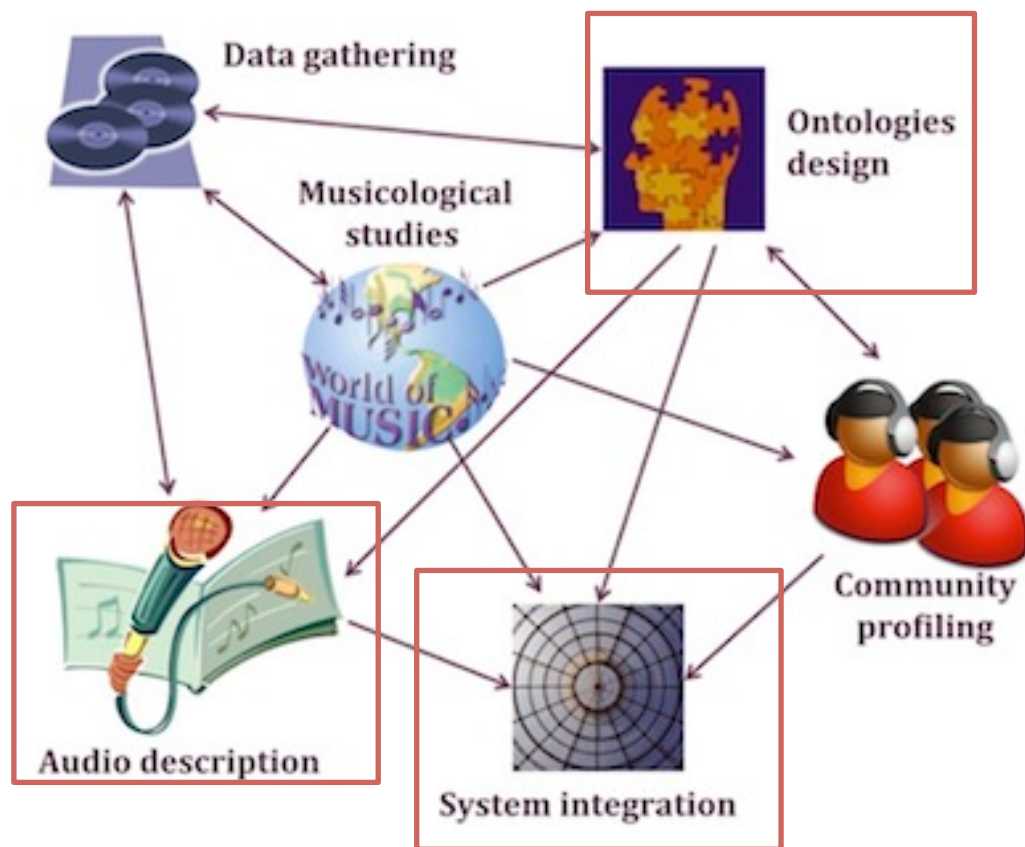 Data gathering
Ontologies
design
Musicological
studies
World of
MUSIC
Community
profiling
Audio description
System integration